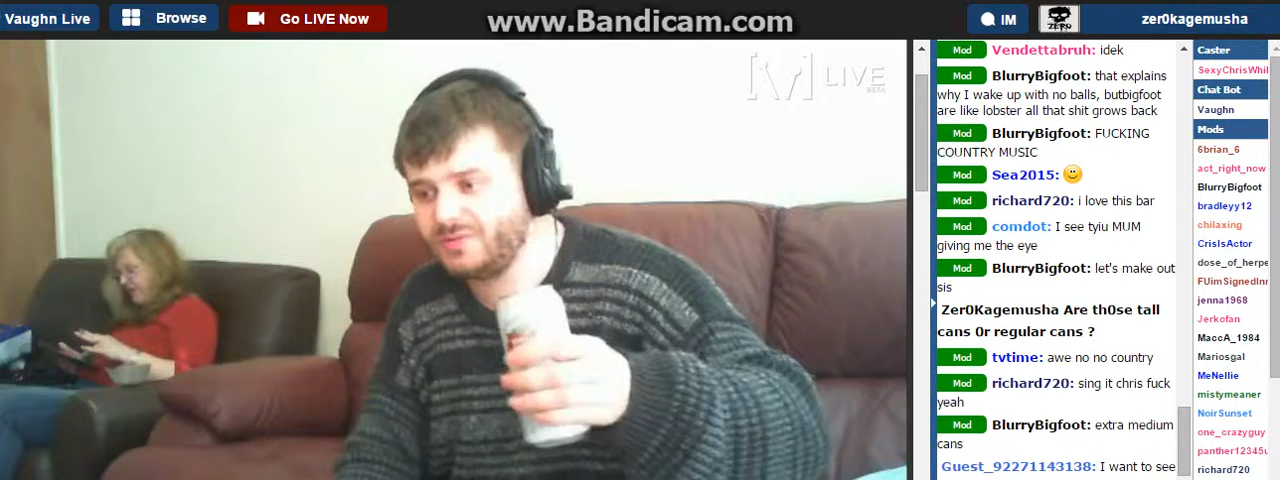 Vaughn Live
Browse
Go LIVE Now
www.Bandicam.com
IM
ZERO
zer0kagemusha
[V] LIVE
BETA
Mod Vendettabruh: idek
Mod BlurryBigfoot: that explains
why I wake up with no balls, butbigfoot
are like lobster all that shit grows back
Mod BlurryBigfoot: FUCKING
COUNTRY MUSIC
Mod Sea2015:
Mod richard720: i love this bar
Mod comdot: I see tyiu MUM
giving me the eye
Mod BlurryBigfoot: let's make out
sis
Zer0Kagemusha Are th0se tall
cans 0r regular cans ?
Mod tvtime: awe no no country
Mod richard720: sing it chris fuck
yeah
Mod BlurryBigfoot: extra medium
cans
Guest_92271143138: I want to see
Caster
SexyChrisWhil
Chat Bot
Vaughn
Mods
6brian_6
act_right_now
BlurryBigfoot
bradleyy12
chilaxing
CrisIsActor
dose_of_herpe
FUimSignedInn
jenna1968
Jerkofan
MaccA_1984
Mariosgal
MeNellie
mistymeaner
NoirSunset
one_crazyguy
panther12345u
richard720